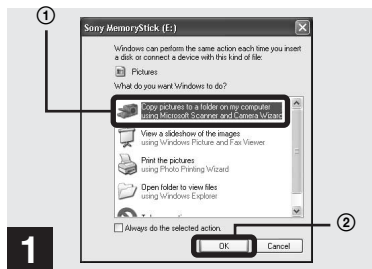 ①
Sony MemoryStick (E:)
Windows can perform the same action each time you insert
a disk or connect a device with this kind of file:
Pictures
What do you want Windows to do?
Copy pictures to a folder on my computer
using Microsoft Scanner and Camera Wizard
View a slideshow of the images
using Windows Picture and Fax Viewer
Print the pictures
using Photo Printing Wizard
Open folder to view files
using Windows Explorer
Always do the selected action.
②
OK
Cancel
1